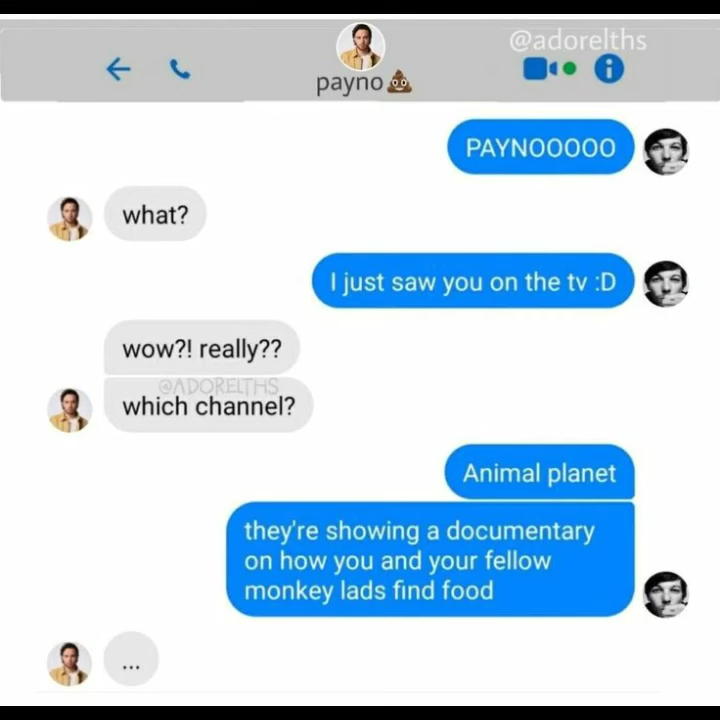 @adorelths
payno💩
PAYNOOOOO
what?
I just saw you on the tv :D
wow?! really??
@ADORELTHS
which channel?
Animal planet
they're showing a documentary
on how you and your fellow
monkey lads find food
...